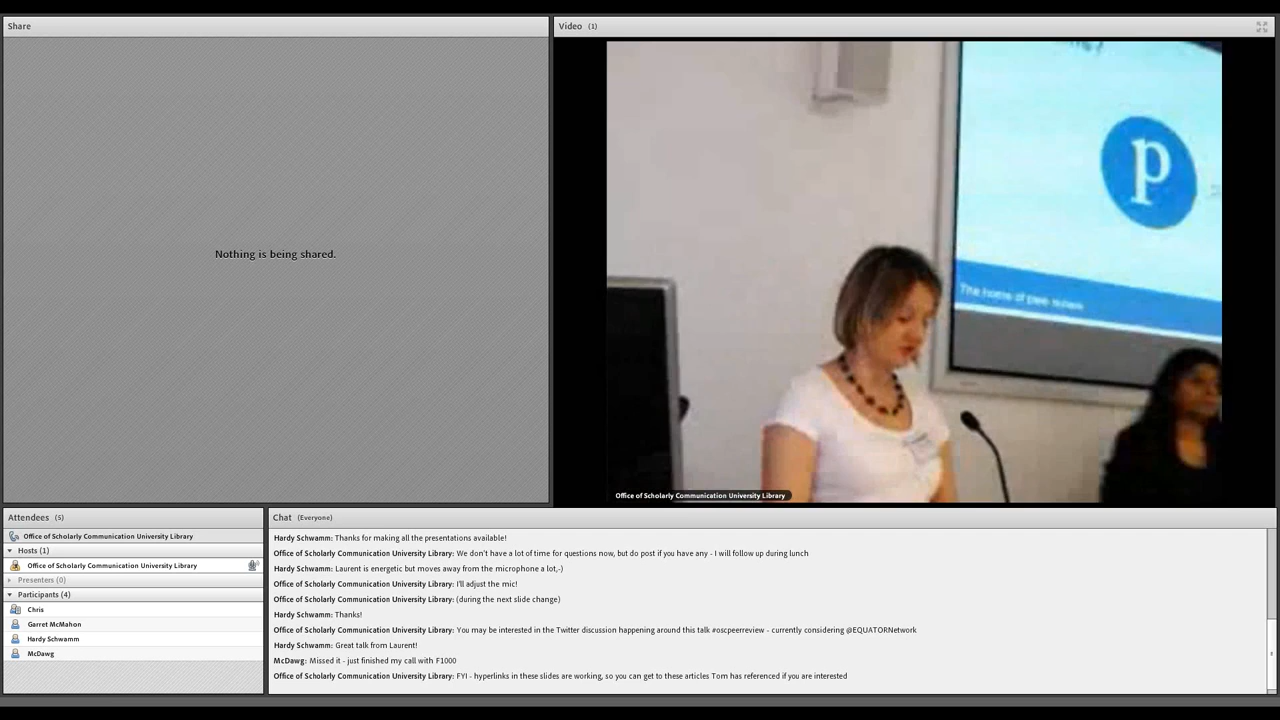 Share
Nothing is being shared.
Video (1)
p
The home of peer review
Office of Scholarly Communication University Library
Attendees (5)
Office of Scholarly Communication University Library
Hosts (1)
Office of Scholarly Communication University Library
Presenters (0)
Participants (4)
Chris
Garret McMahon
Hardy Schwamm
McDawg
Chat (Everyone)
Hardy Schwamm: Thanks for making all the presentations available!
Office of Scholarly Communication University Library: We don't have a lot of time for questions now, but do post if you have any - I will follow up during lunch
Hardy Schwamm: Laurent is energetic but moves away from the microphone a lot,-)
Office of Scholarly Communication University Library: I'll adjust the mic!
Office of Scholarly Communication University Library: (during the next slide change)
Hardy Schwamm: Thanks!
Office of Scholarly Communication University Library: You may be interested in the Twitter discussion happening around this talk #oscpeerreview - currently considering @EQUATORNetwork
Hardy Schwamm: Great talk from Laurent!
McDawg: Missed it - just finished my call with F1000
Office of Scholarly Communication University Library: FYI - hyperlinks in these slides are working, so you can get to these articles Tom has referenced if you are interested